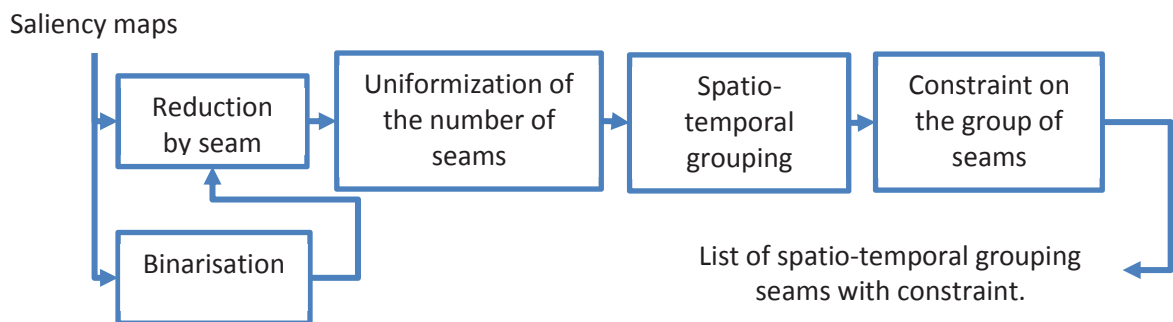 Saliency maps
Reduction
by seam
Uniformization of
the number of
seams
Spatio-
temporal
grouping
Constraint on
the group of
seams
Binarisation
List of spatio-temporal grouping
seams with constraint.